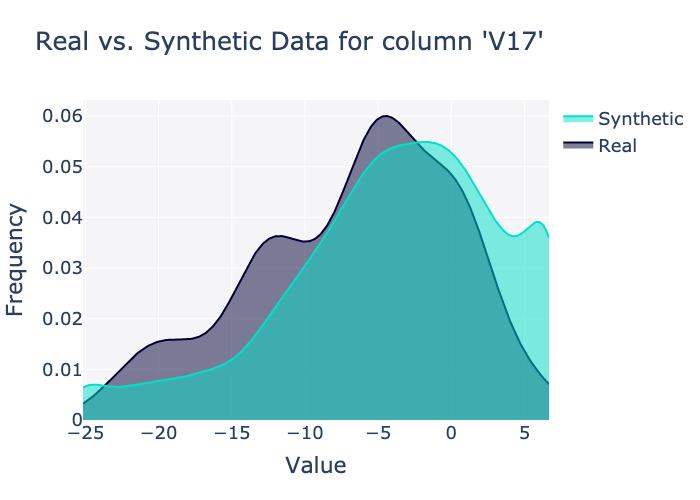 Real vs. Synthetic Data for column 'V17'
Synthetic
Real
0.06
0.05
0.04
0.03
0.02
0.01
0
−25
−20
−15
−10
−5
0
5
Frequency
Value